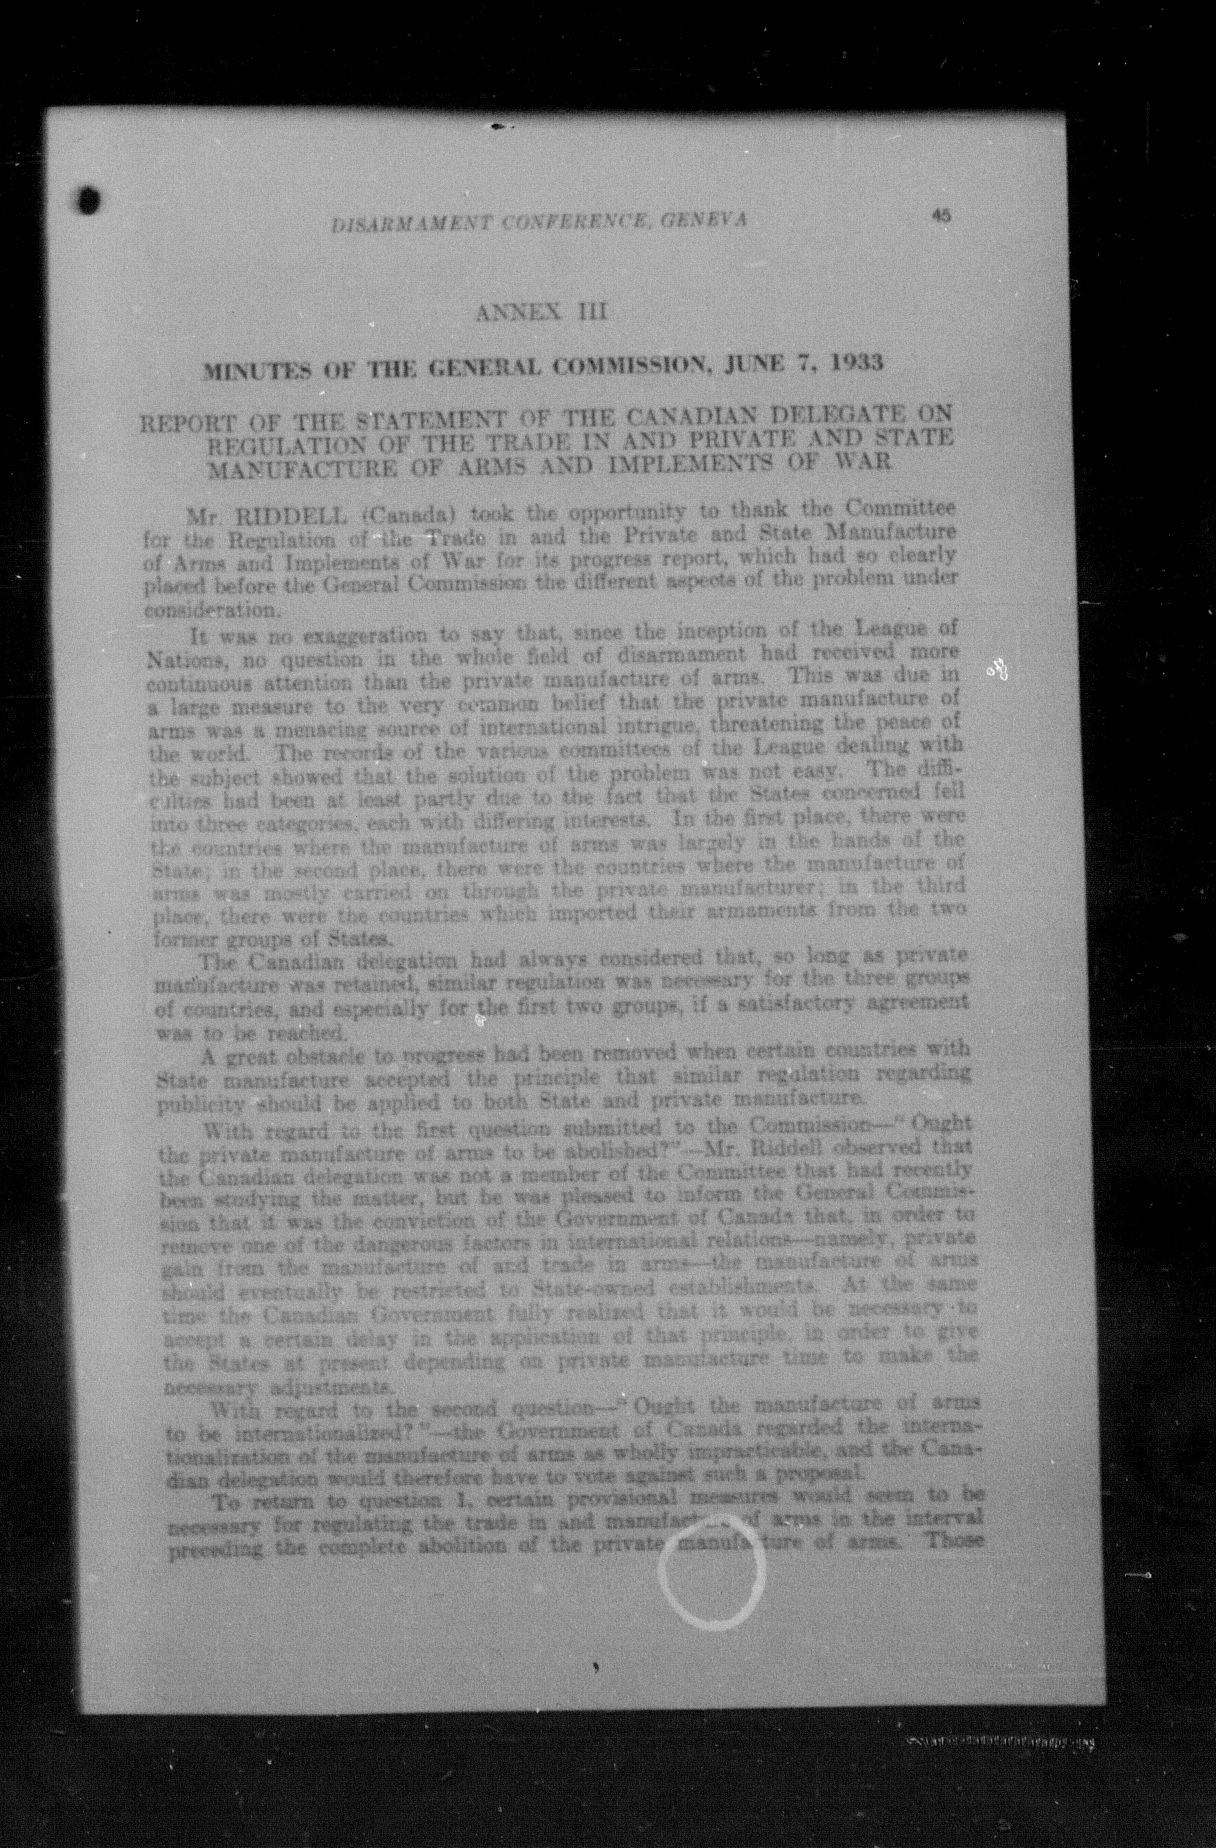 DISARMAMENT CONFERENCE, GENEVA 45
ANNEX III
MINUTES OF THE GENERAL COMMISSION, JUNE 7, 1933
REPORT OF THE STATEMENT OF THE CANADIAN DELEGATE ON
REGULATION OF THE TRADE IN AND PRIVATE AND STATE
MANUFACTURE OF ARMS AND IMPLEMENTS OF WAR
Mr. RIDDELL (Canada) took the opportunity to thank the Committee
for the Regulation of the Trade in and the Private and State Manufacture
of Arms and Implements of War for its progress report, which had so clearly
placed before the General Commission the different aspects of the problem under
consideration.
It was no exaggeration to say that, since the inception of the League of
Nations, no question in the whole field of disarmament had received more
continuous attention than the private manufacture of arms. This was due in
a large measure to the very common belief that the private manufacture of
arms was a menacing source of international intrigue, threatening the peace of
the world. The records of the various committees of the League dealing with
the subject showed that the solution of the problem was not easy. The diffi-
culties had been at least partly due to the fact that the States concerned fell
into three categories, each with differing interests. In the first place, there were
the countries where the manufacture of arms was largely in the hands of the
State; in the second place, there were the countries where the manufacture of
arms was mostly carried on through the private manufacturer; in the third
place, there were the countries which imported their armaments from the two
former groups of States.
The Canadian delegation had always considered that, so long as private
manufacture was retained, similar regulation was necessary for the three groups
of countries, and especially for the first two groups, if a satisfactory agreement
was to be reached.
A great obstacle to progress had been removed when certain countries with
State manufacture accepted the principle that similar regulation regarding
publicity should be applied to both State and private manufacture.
With regard to the first question submitted to the Commission—"Ought
the private manufacture of arms to be abolished?"—Mr. Riddell observed that
the Canadian delegation was not a member of the Committee that had recently
been studying the matter, but he was pleased to inform the General Commis-
sion that it was the conviction of the Government of Canada that, in order to
remove one of the dangerous factors in international relations—namely, private
gain from the manufacture of and trade in arms—the manufacture of arms
should eventually be restricted to State-owned establishments. At the same
time the Canadian Government fully realized that it would be necessary to
accept a certain delay in the application of that principle, in order to give
the States at present depending on private manufacture time to make the
necessary adjustments.
With regard to the second question—"Ought the manufacture of arms
to be internationalized?"—the Government of Canada regarded the interna-
tionalization of the manufacture of arms as wholly impracticable, and the Cana-
dian delegation would therefore have to vote against such a proposal.
To return to question 1, certain provisional measures would seem to be
necessary for regulating the trade in and manufacture of arms in the interval
preceding the complete abolition of the private manufacture of arms. Those